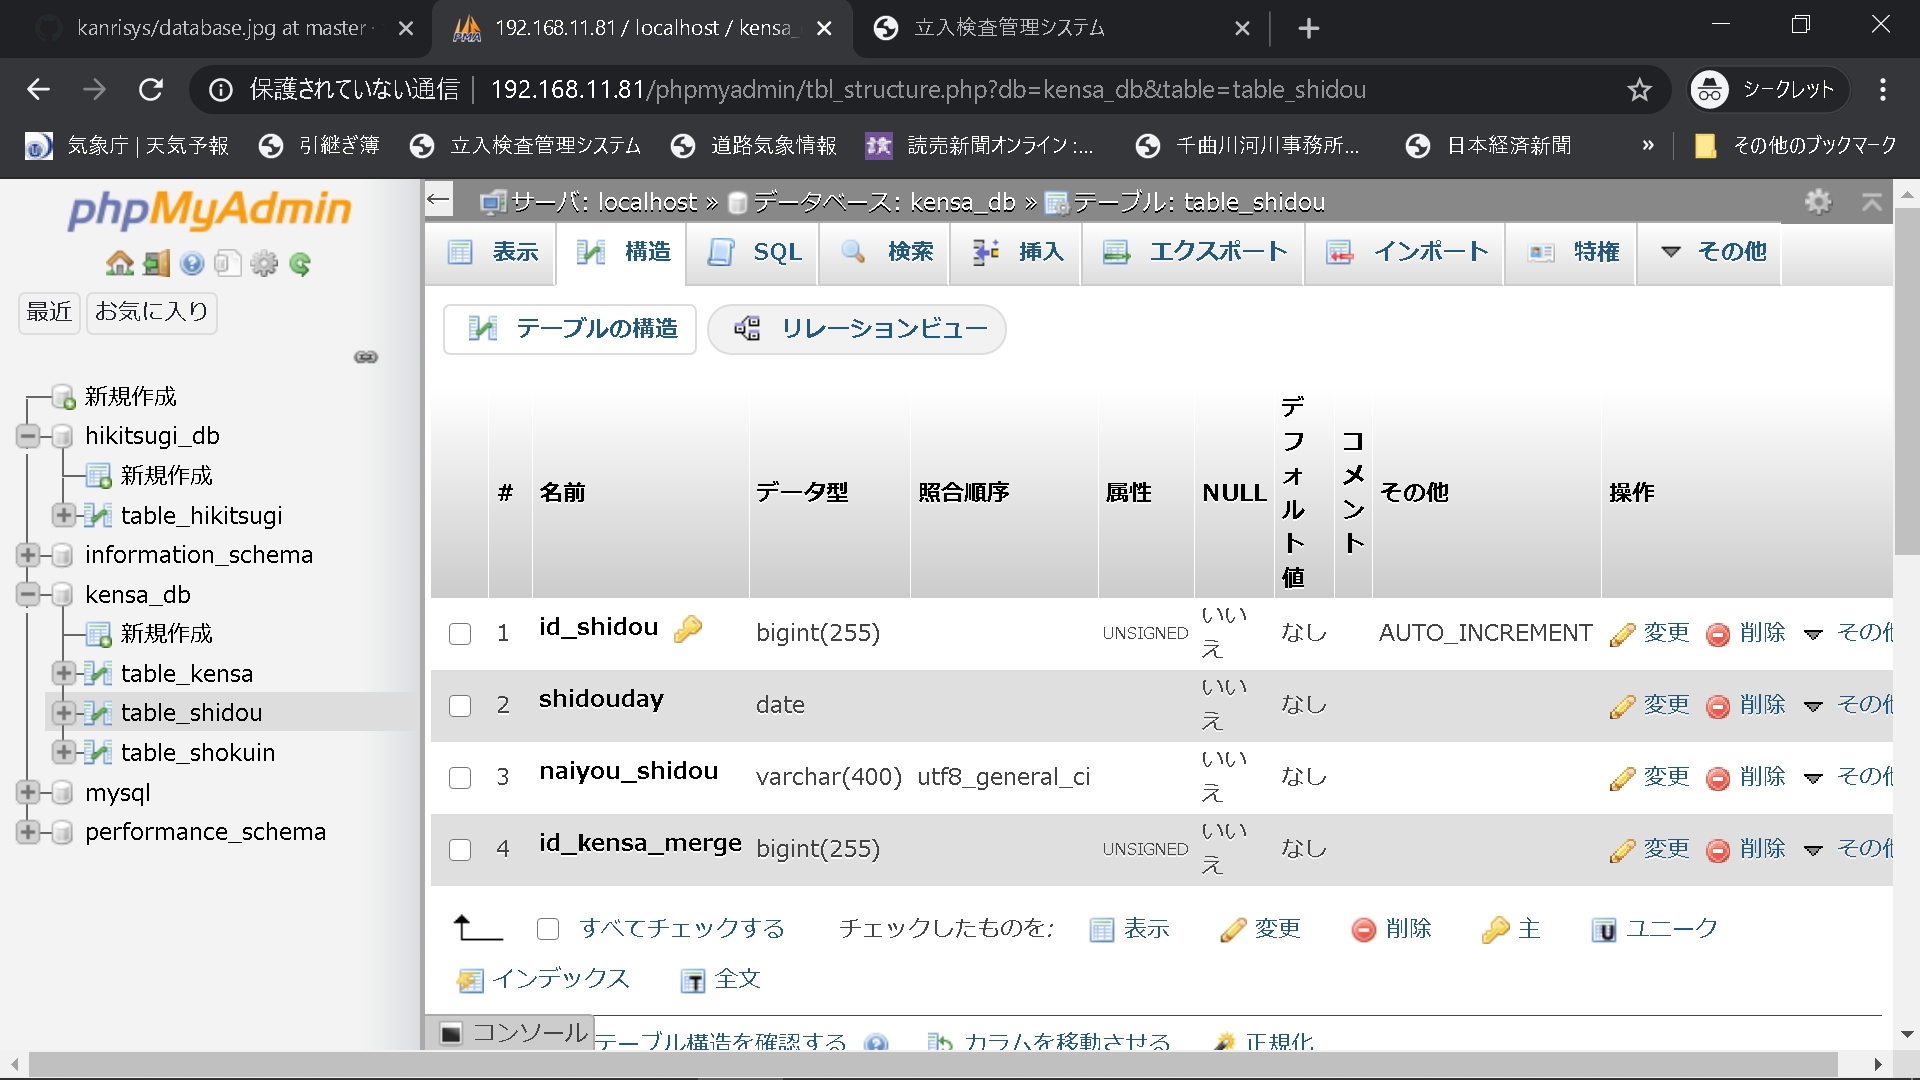 kanrisys/database.jpg at master ·
192.168.11.81 / localhost / kensa_
立入検査管理システム
保護されていない通信 192.168.11.81/phpmyadmin/tbl_structure.php?db=kensa_db&table=table_shidou シークレット
気象庁 | 天気予報 引継ぎ簿 立入検査管理システム 道路気象情報 読売新聞オンライン :... 千曲川河川事務所... 日本経済新聞 » その他のブックマーク
phpMyAdmin
最近 お気に入り
新規作成
hikitsugi_db
新規作成
table_hikitsugi
information_schema
kensa_db
新規作成
table_kensa
table_shidou
table_shokuin
mysql
performance_schema
サーバ: localhost » データベース: kensa_db » テーブル: table_shidou
表示 構造 SQL 検索 挿入 エクスポート インポート 特権 その他
テーブルの構造 リレーションビュー
# 名前 データ型 照合順序 属性 NULL デフォルト値 コメント その他 操作
1 id_shidou bigint(255) UNSIGNED いいえ なし AUTO_INCREMENT 変更 削除 その他
2 shidouday date いいえ なし 変更 削除 その他
3 naiyou_shidou varchar(400) utf8_general_ci いいえ なし 変更 削除 その他
4 id_kensa_merge bigint(255) UNSIGNED いいえ なし 変更 削除 その他
すべてチェックする チェックしたものを: 表示 変更 削除 主 ユニーク
インデックス 全文
コンソール テーブル構造を確認する カラムを移動させる 正規化